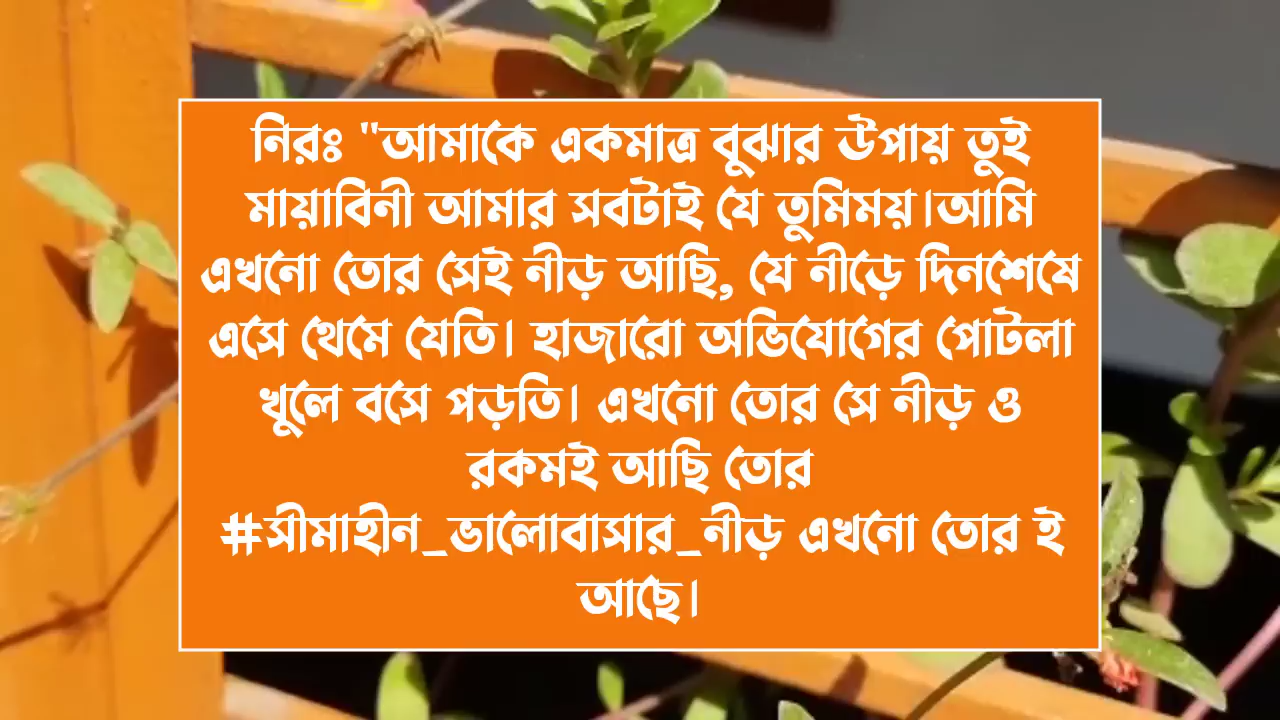 নিরঃ "আমাকে একমাত্র বুঝার উপায় তুই
মায়াবিনী আমার সবটাই যে তুমিময়।আমি
এখনো তোর সেই নীড় আছি, যে নীড়ে দিনশেষে
এসে থেমে যেতি। হাজারো অভিযোগের পোটলা
খুলে বসে পড়তি। এখনো তোর সে নীড় ও
রকমই আছি তোর
#সীমাহীন_ভালোবাসার_নীড় এখনো তোর ই
আছে।